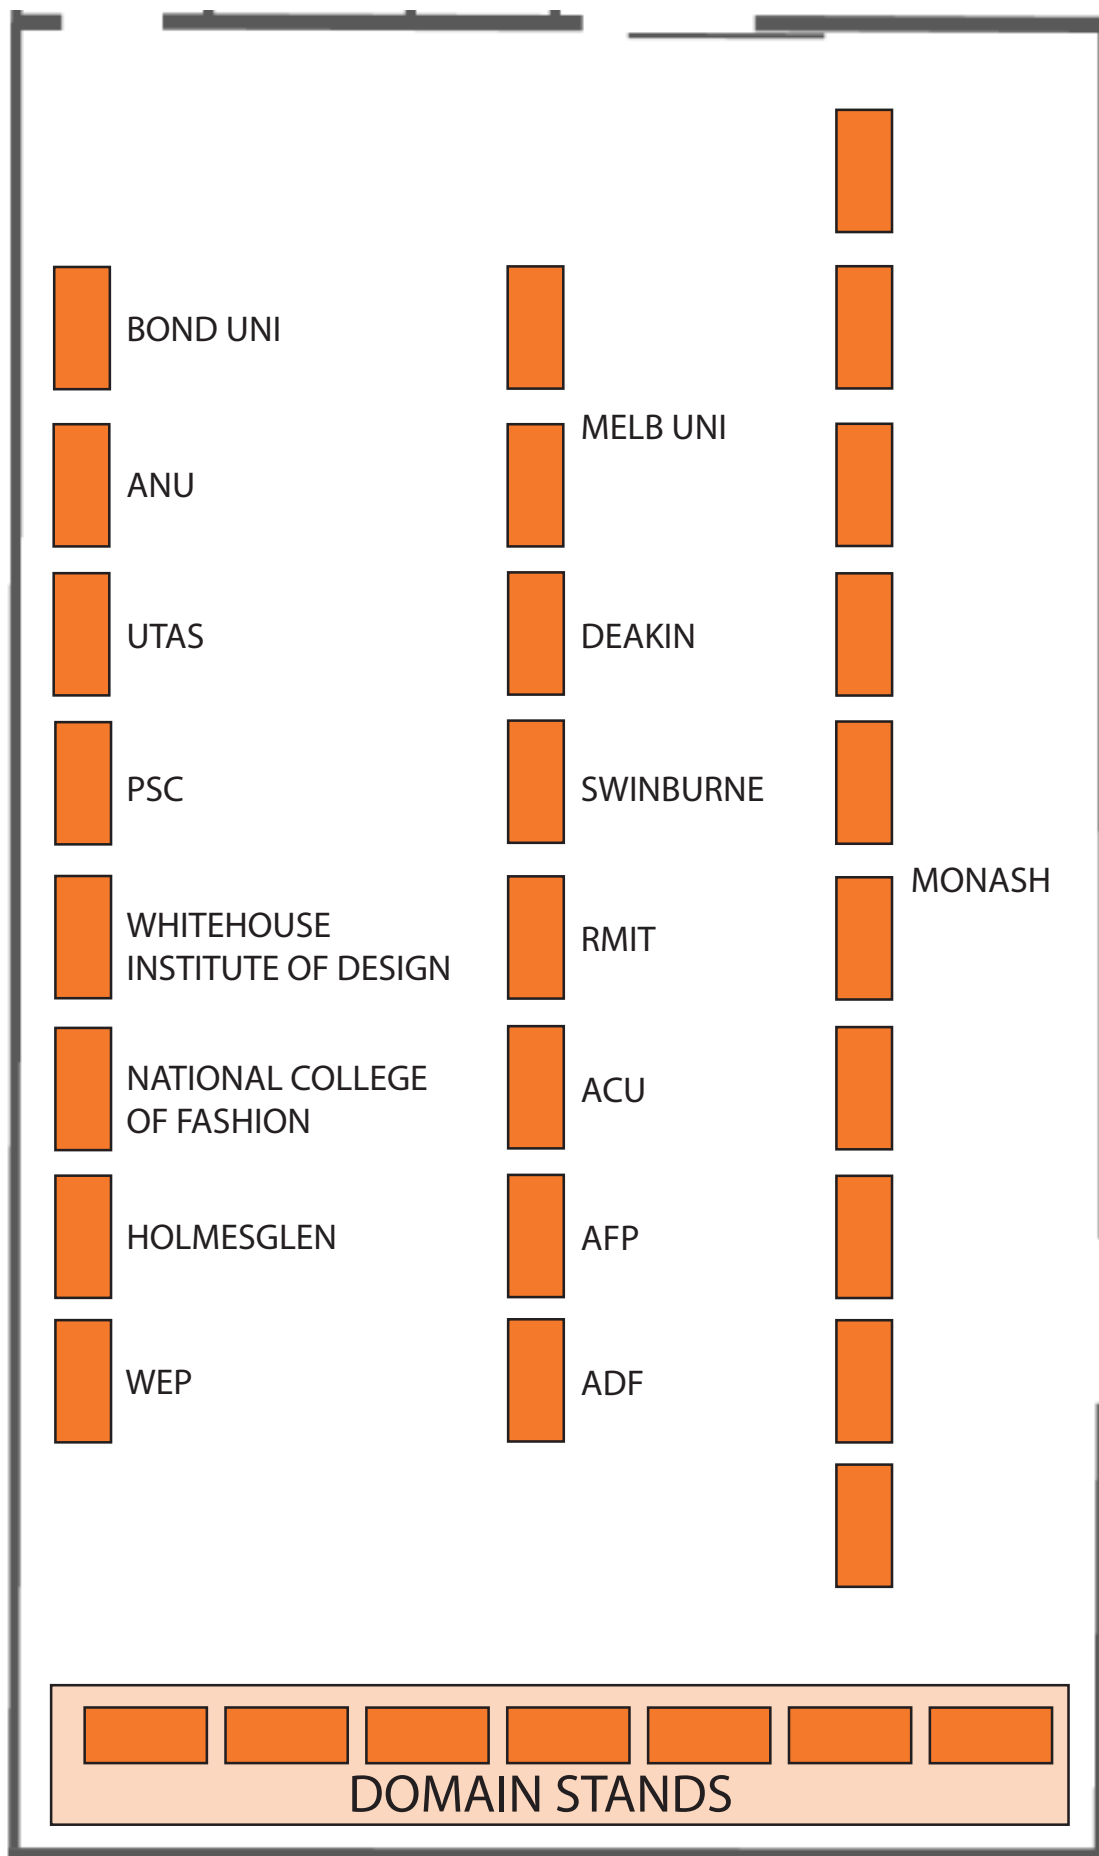 BOND UNI
ANU
UTAS
PSC
WHITEHOUSE
INSTITUTE OF DESIGN
NATIONAL COLLEGE
OF FASHION
HOLMESGLEN
WEP
MELB UNI
DEAKIN
SWINBURNE
RMIT
ACU
AFP
ADF
MONASH
DOMAIN STANDS